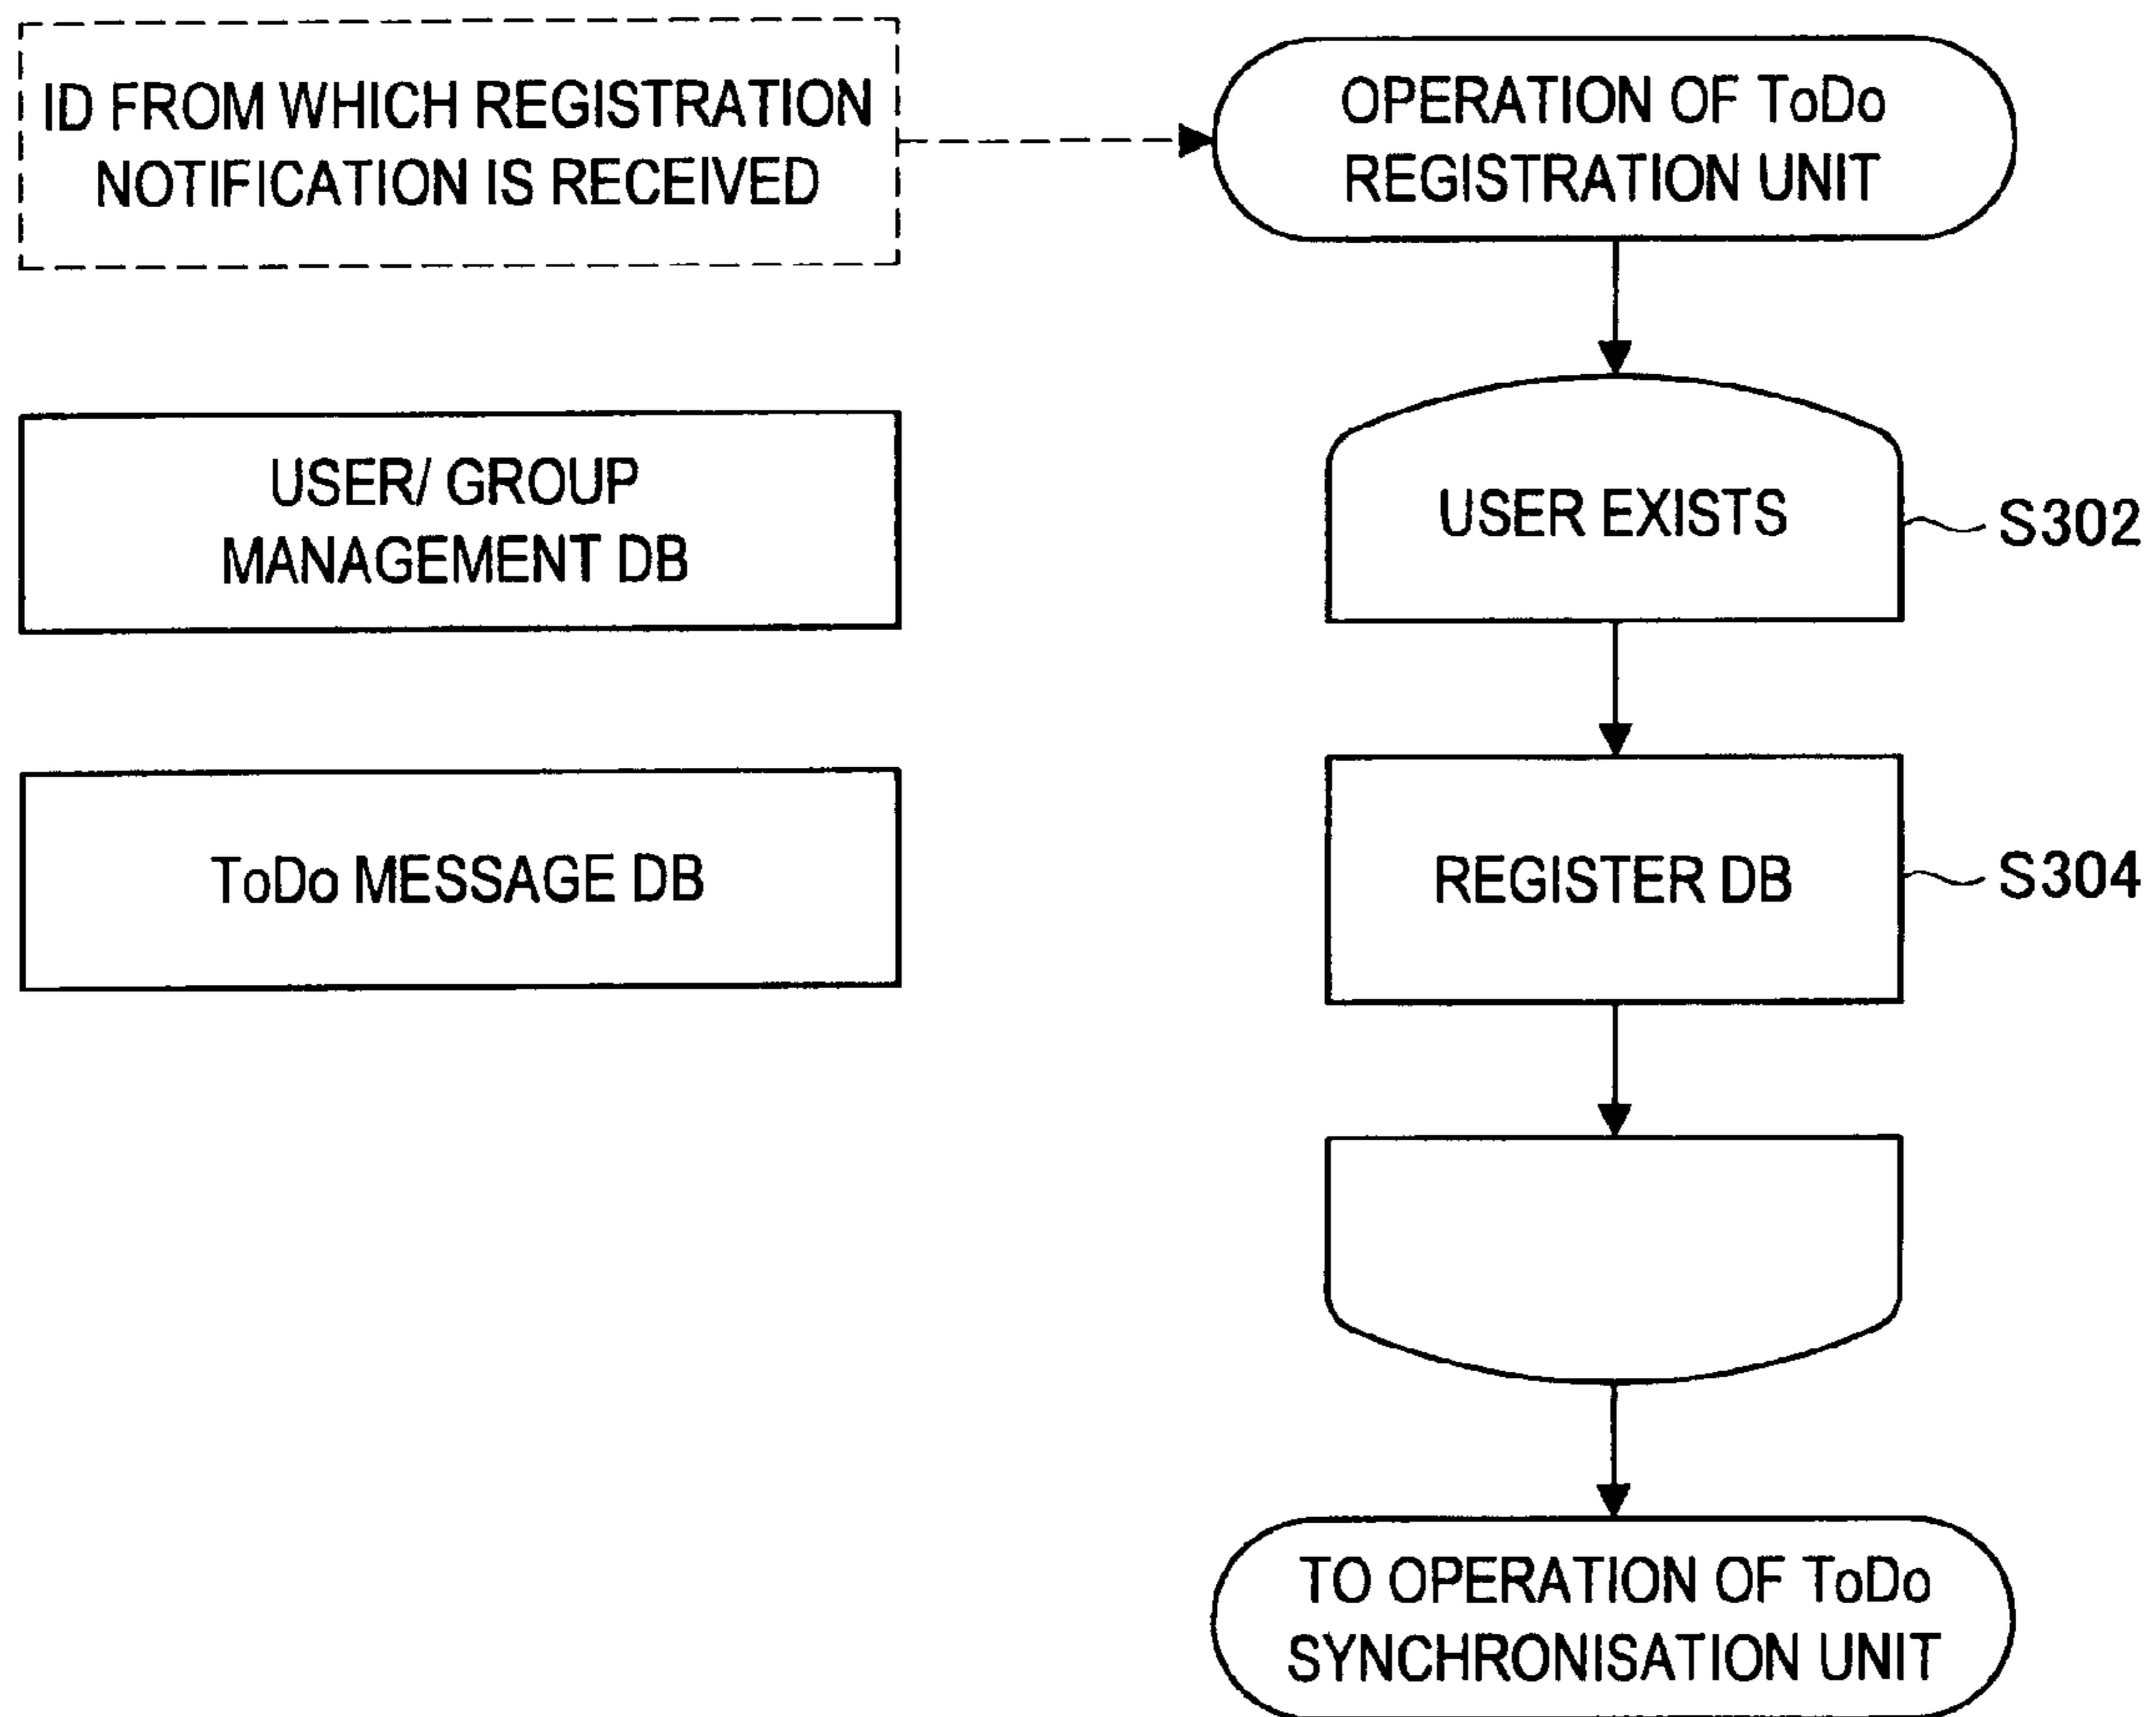 ID FROM WHICH REGISTRATION
NOTIFICATION IS RECEIVED
OPERATION OF ToDo
REGISTRATION UNIT
USER/ GROUP
MANAGEMENT DB
USER EXISTS
S302
ToDo MESSAGE DB
REGISTER DB
S304
TO OPERATION OF ToDo
SYNCHRONISATION UNIT